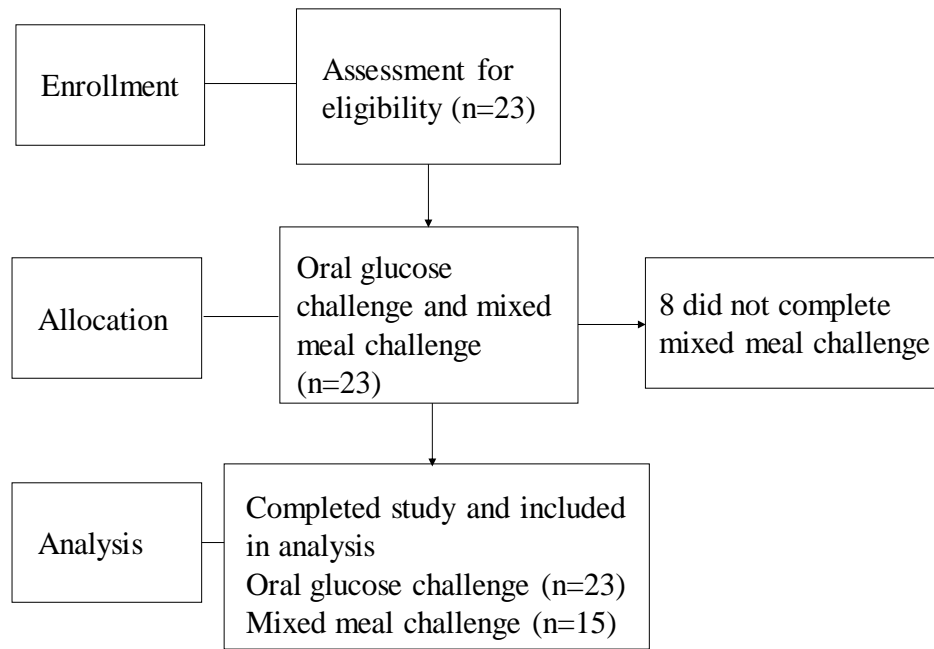 Enrollment
Assessment for
eligibility (n=23)
Allocation
Oral glucose
challenge and mixed
meal challenge
(n=23)
8 did not complete
mixed meal challenge
Analysis
Completed study and included
in analysis
Oral glucose challenge (n=23)
Mixed meal challenge (n=15)